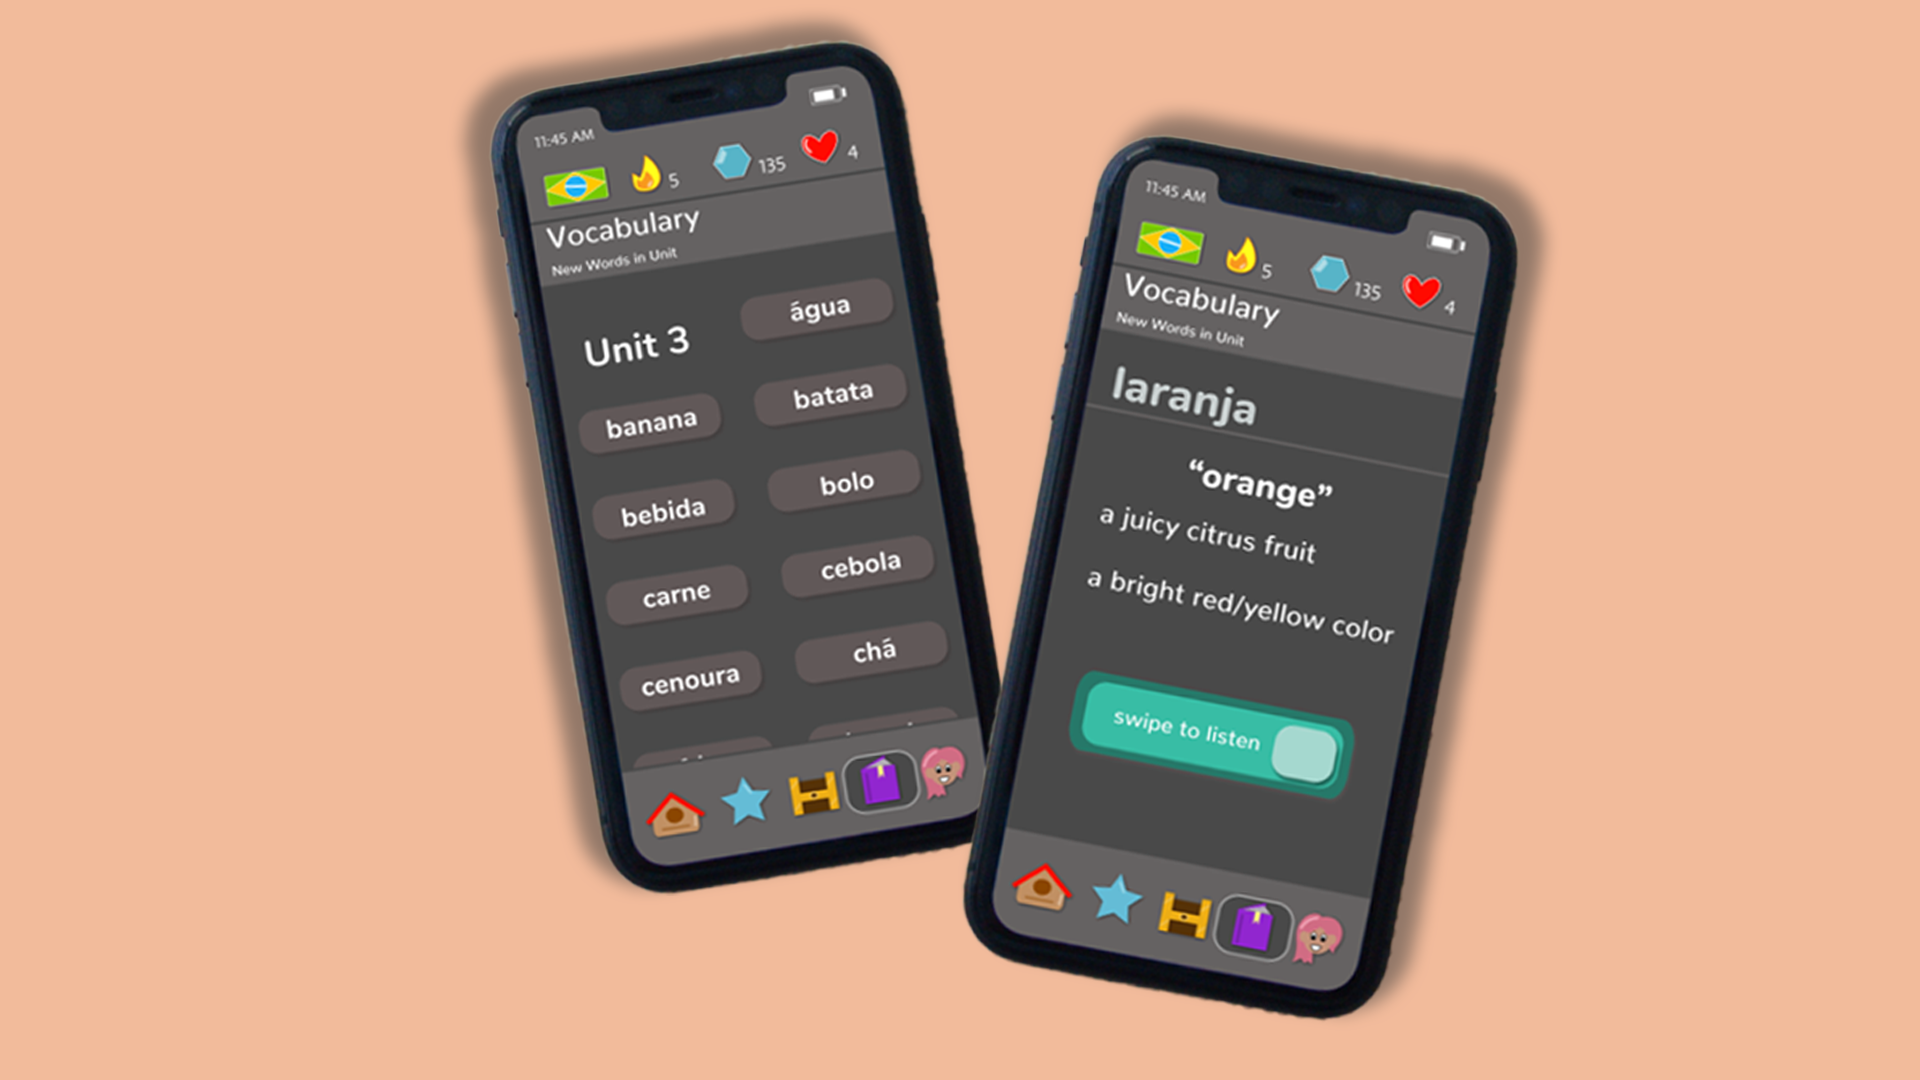 11:45 AM
5
135
4
Vocabulary
New Words in Unit
Unit 3
água
banana
batata
bebida
bolo
carne
cebola
cenoura
chá
11:45 AM
5
135
4
Vocabulary
New Words in Unit
laranja
“orange”
a juicy citrus fruit
a bright red/yellow color
swipe to listen